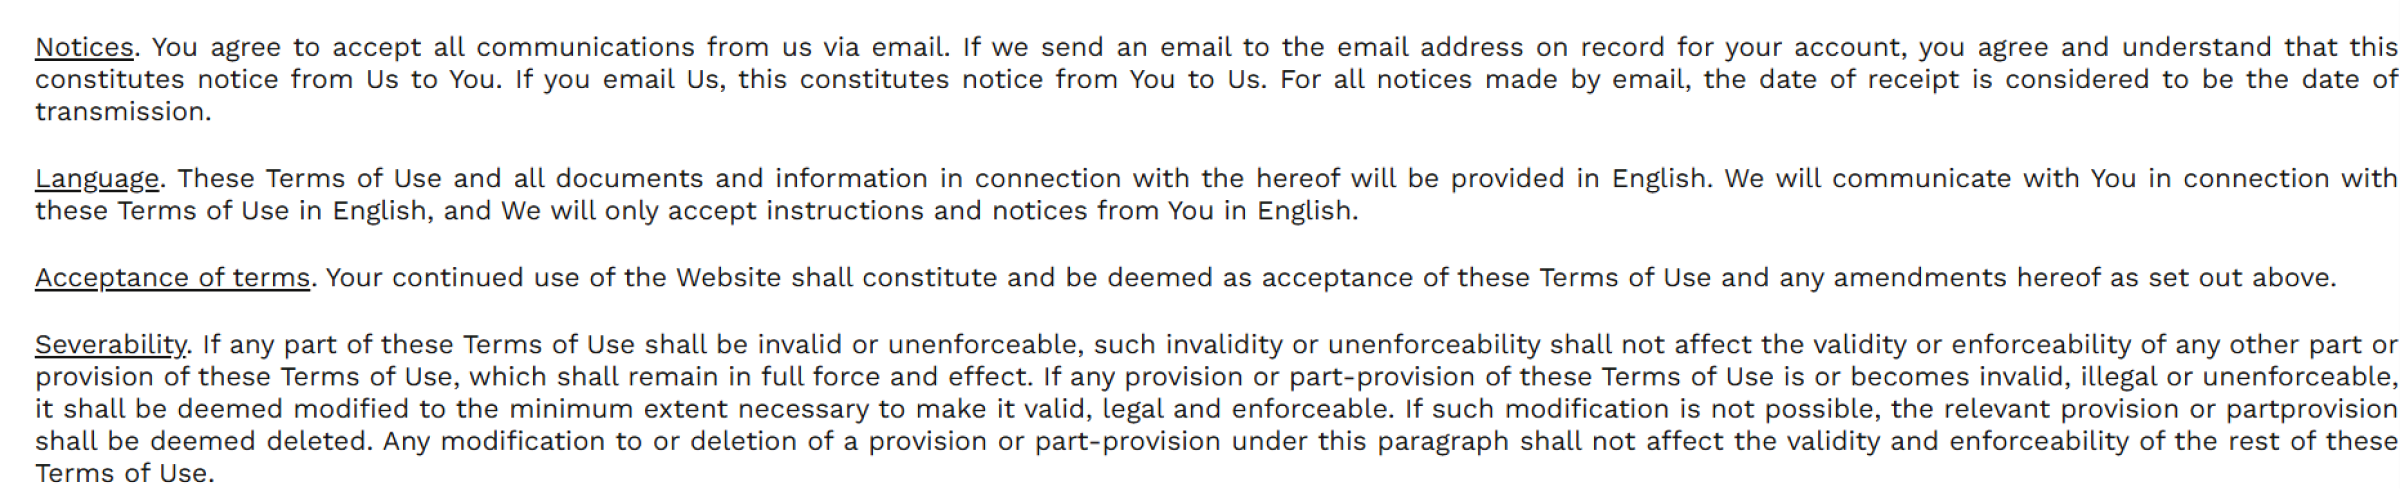 Notices. You agree to accept all communications from us via email. If we send an email to the email address on record for your account, you agree and understand that this
constitutes notice from Us to You. If you email Us, this constitutes notice from You to Us. For all notices made by email, the date of receipt is considered to be the date of
transmission.
Language. These Terms of Use and all documents and information in connection with the hereof will be provided in English. We will communicate with You in connection with
these Terms of Use in English, and We will only accept instructions and notices from You in English.
Acceptance of terms. Your continued use of the Website shall constitute and be deemed as acceptance of these Terms of Use and any amendments hereof as set out above.
Severability. If any part of these Terms of Use shall be invalid or unenforceable, such invalidity or unenforceability shall not affect the validity or enforceability of any other part or
provision of these Terms of Use, which shall remain in full force and effect. If any provision or part-provision of these Terms of Use is or becomes invalid, illegal or unenforceable,
it shall be deemed modified to the minimum extent necessary to make it valid, legal and enforceable. If such modification is not possible, the relevant provision or partprovision
shall be deemed deleted. Any modification to or deletion of a provision or part-provision under this paragraph shall not affect the validity and enforceability of the rest of these
Terms of Use.